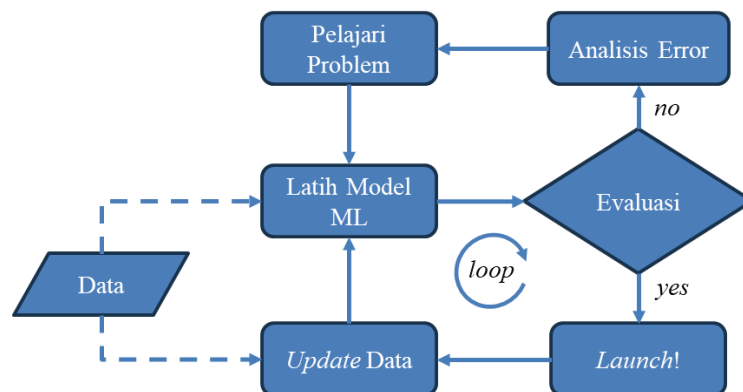 Pelajari
Problem
Analisis Error
no
Latih Model
ML
Evaluasi
loop
Data
yes
Update Data
Launch!